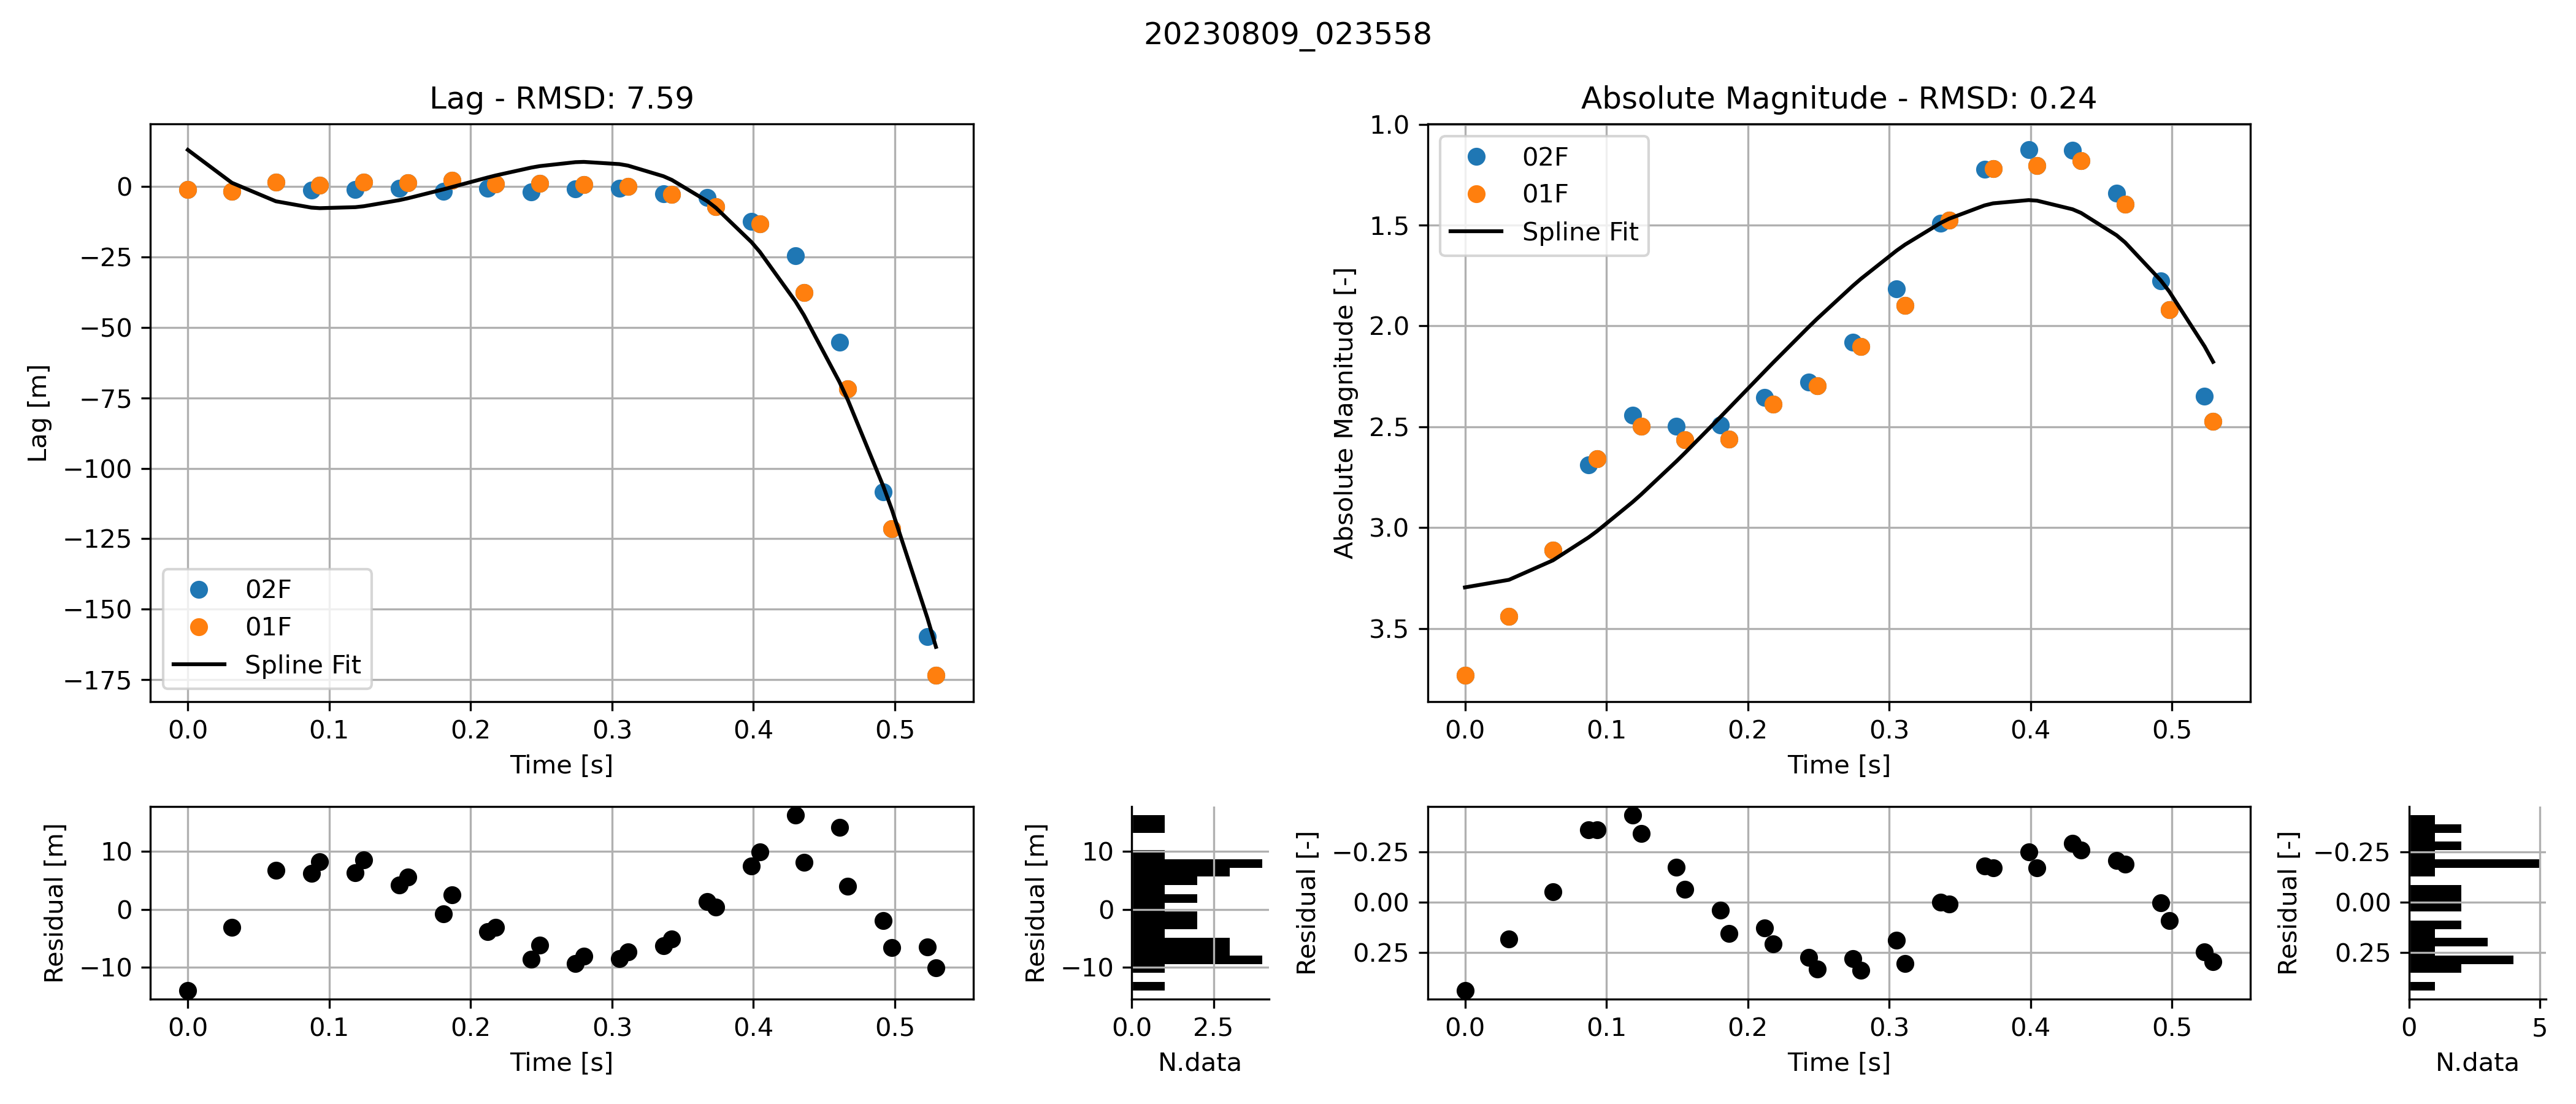 20230809_023558
Lag - RMSD: 7.59
Lag [m]
0
−25
−50
−75
−100
−125
−150
−175
02F
01F
Spline Fit
0.0 0.1 0.2 0.3 0.4 0.5
Time [s]
Absolute Magnitude - RMSD: 0.24
Absolute Magnitude [-]
1.0
1.5
2.0
2.5
3.0
3.5
02F
01F
Spline Fit
0.0 0.1 0.2 0.3 0.4 0.5
Time [s]
Residual [m]
10
0
−10
0.0 0.1 0.2 0.3 0.4 0.5
Time [s]
Residual [m]
10
0
−10
0.0 2.5
N.data
Residual [-]
−0.25
0.00
0.25
0.0 0.1 0.2 0.3 0.4 0.5
Time [s]
Residual [-]
−0.25
0.00
0.25
0 5
N.data